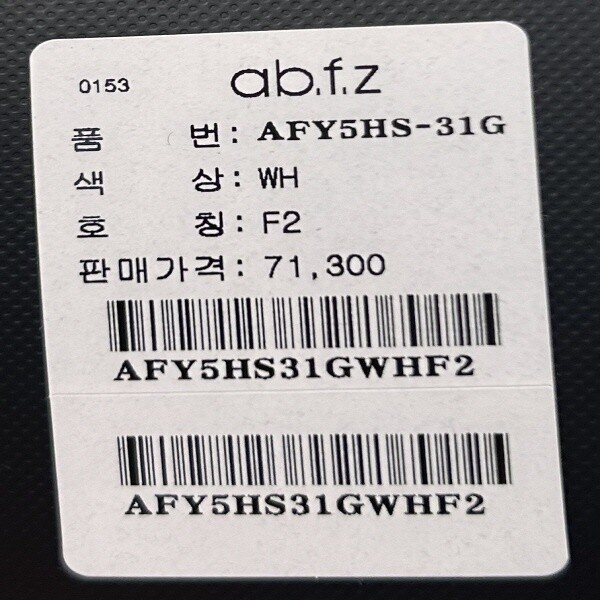 0153 ab.f.z
품 번 : AFY5HS-31G
색 상 : WH
호 칭 : F2
판매가격 : 71,300
AFY5HS31GWHF2
AFY5HS31GWHF2